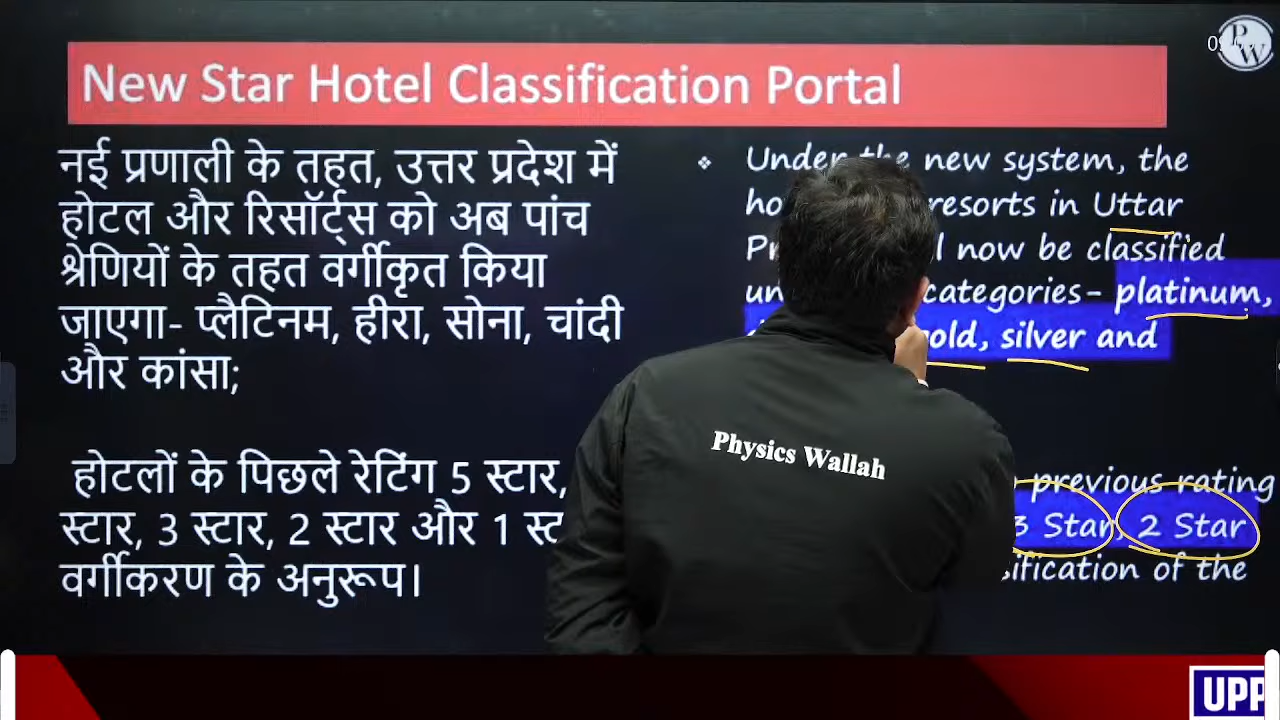 New Star Hotel Classification Portal
नई प्रणाली के तहत, उत्तर प्रदेश में
होटल और रिसॉर्ट्स को अब पांच
श्रेणियों के तहत वर्गीकृत किया
जाएगा- प्लैटिनम, हीरा, सोना, चांदी
और कांसा;
होटलों के पिछले रेटिंग 5 स्टार,
स्टार, 3 स्टार, 2 स्टार और 1
वर्गीकरण के अनुरूप।
❖ Under the new system, the
resorts in Uttar
now be classified
categories- platinum,
silver and
previous rating
3 Star, 2 Star
of the
Physics Wallah
PW
UPP